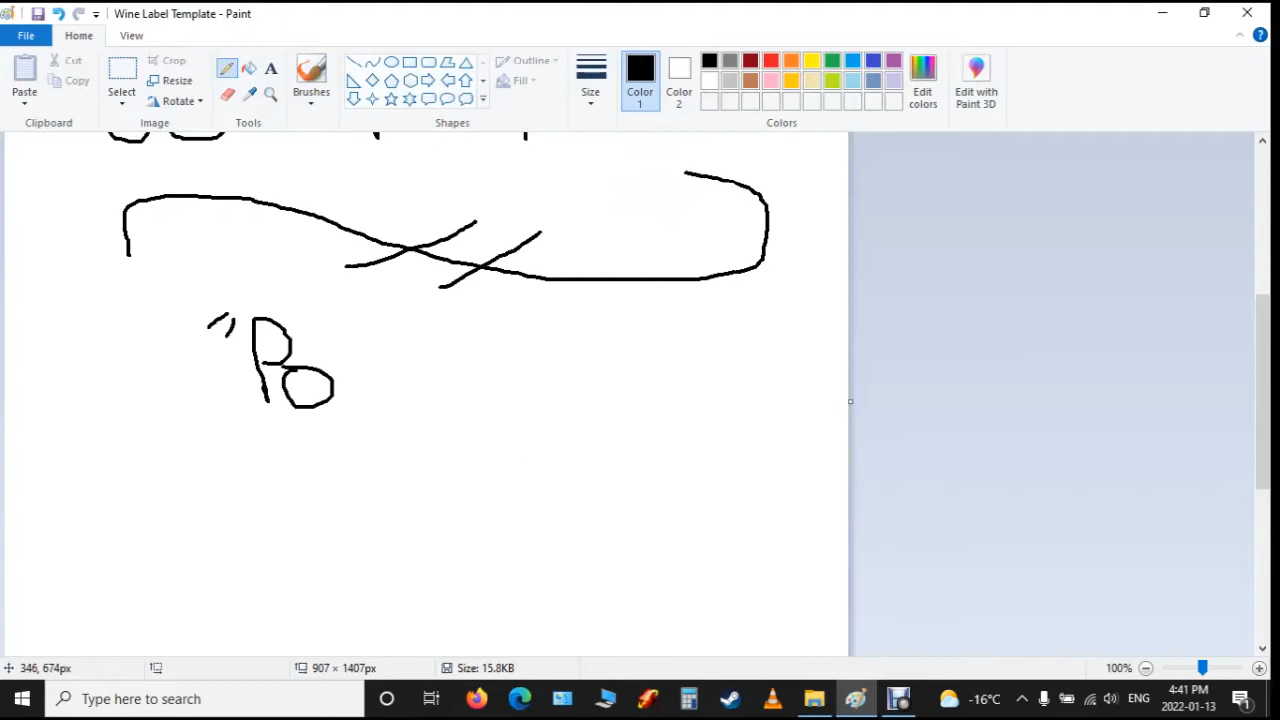 Wine Label Template - Paint
File Home View
Paste Cut Copy Clipboard
Select Crop Resize Rotate Image
A Tools
Brushes
Outline Fill Shapes
Size
Color 1 Color 2 Edit colors Colors
Edit with Paint 3D
" Po
346, 674px 907 × 1407px Size: 15.8KB 100%
Type here to search
-16°C ENG 4:41 PM 2022-01-13 1